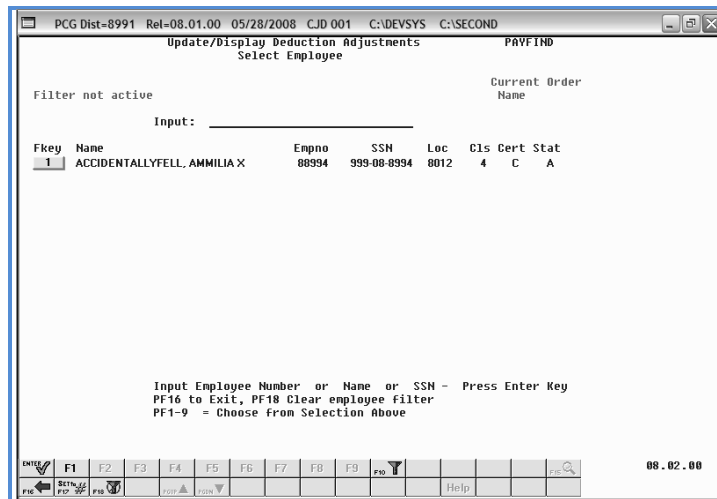 PCG Dist=8991 Rel=08.01.00 05/28/2008 CJD 001 C:\DEVSYS C:\SECOND
Update/Display Deduction Adjustments PAYFIND
Select Employee
Current Order
Filter not active Name
Input:
Fkey Name Empno SSN Loc Cls Cert Stat
1 ACCIDENTALLYFELL, AMMILIA X 88994 999-08-8994 8012 4 C A
Input Employee Number or Name or SSN - Press Enter Key
PF16 to Exit, PF18 Clear employee filter
PF1-9 = Choose from Selection Above
ENTER F1 F2 F3 F4 F5 F6 F7 F8 F9 F10 F15 08.02.00
F16 F17 F18 Help